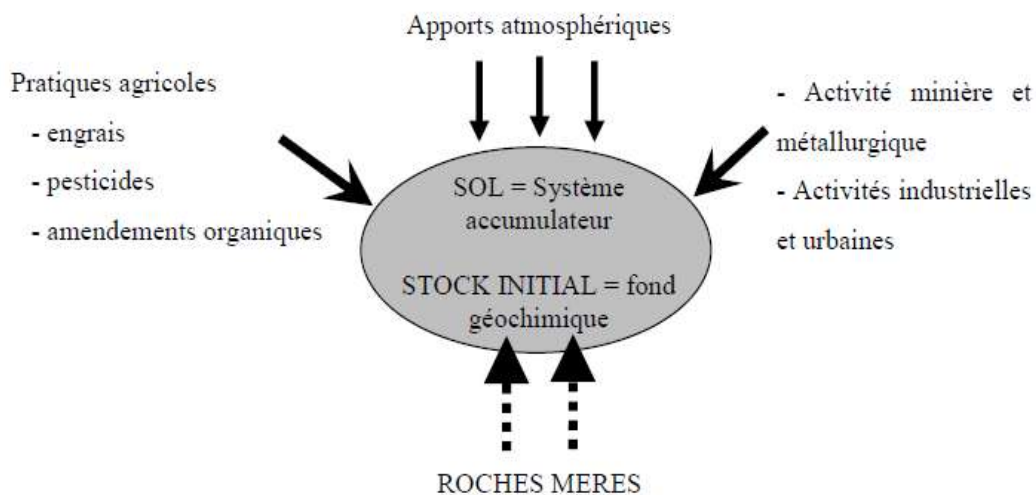 Apports atmosphériques
Pratiques agricoles
- engrais
- pesticides
- amendements organiques
- Activité minière et
métallurgique
- Activités industrielles
et urbaines
SOL = Système
accumulateur
STOCK INITIAL = fond
géochimique
ROCHES MERES